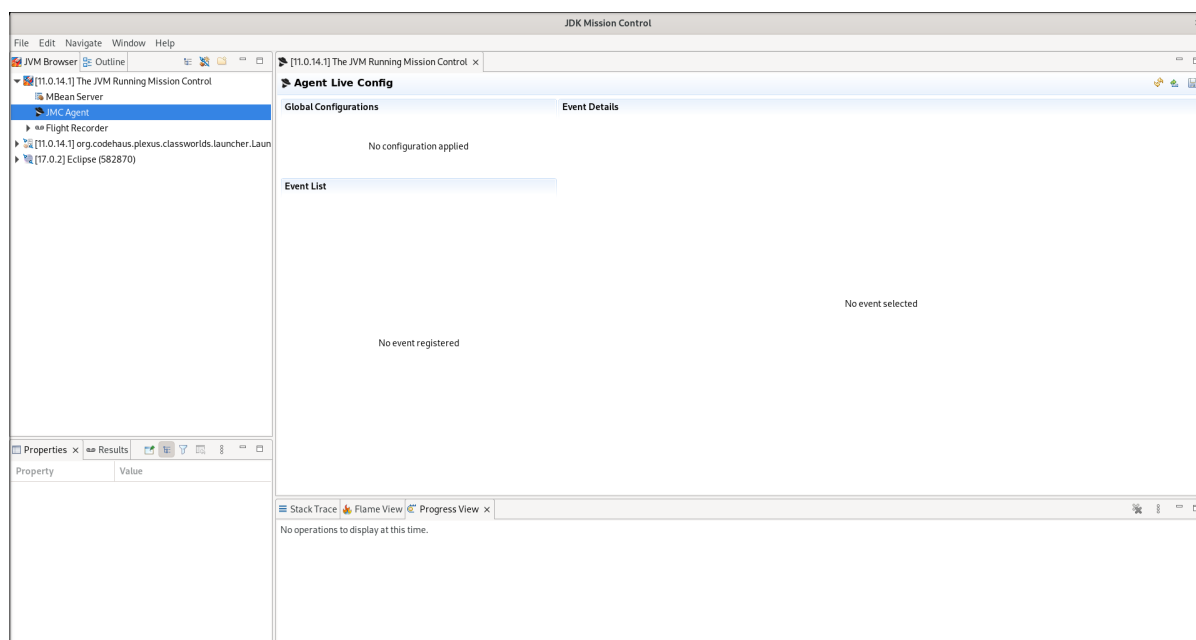 JDK Mission Control
File Edit Navigate Window Help
JVM Browser Outline
[11.0.14.1] The JVM Running Mission Control
MBean Server
JMC Agent
Flight Recorder
[11.0.14.1] org.codehaus.plexus.classworlds.launcher.Laun
[17.0.2] Eclipse (582870)
[11.0.14.1] The JVM Running Mission Control
Agent Live Config
Global Configurations
No configuration applied
Event List
No event registered
Event Details
No event selected
Properties Results
Property Value
Stack Trace Flame View Progress View
No operations to display at this time.